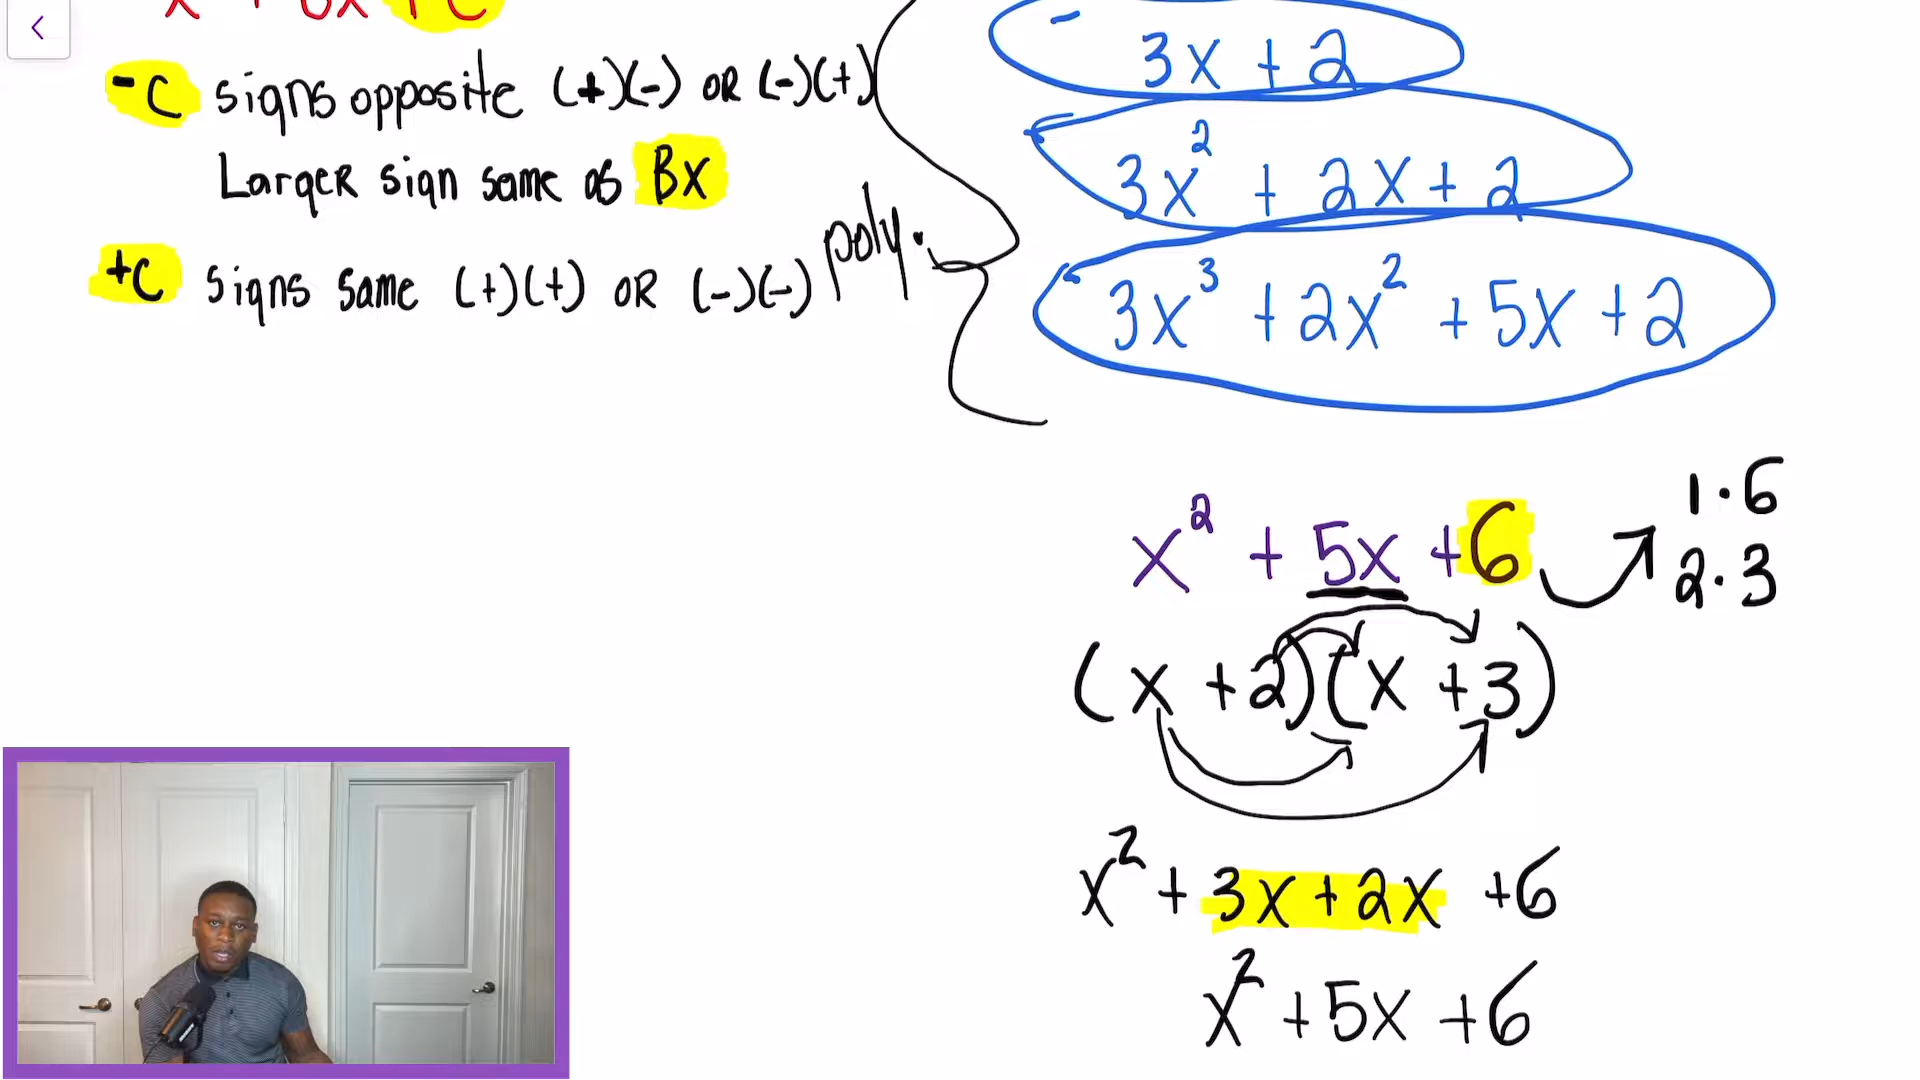 -C signs opposite (+)(-) OR (-)(+)
Larger sign same as Bx
+C signs same (+)(+) OR (-)(-)
poly.
3x + 2
3x² + 2x + 2
3x³ + 2x² + 5x + 2
x² + 5x + 6
1·6
2·3
(x + 2)(x + 3)
x² + 3x + 2x + 6
x² + 5x + 6